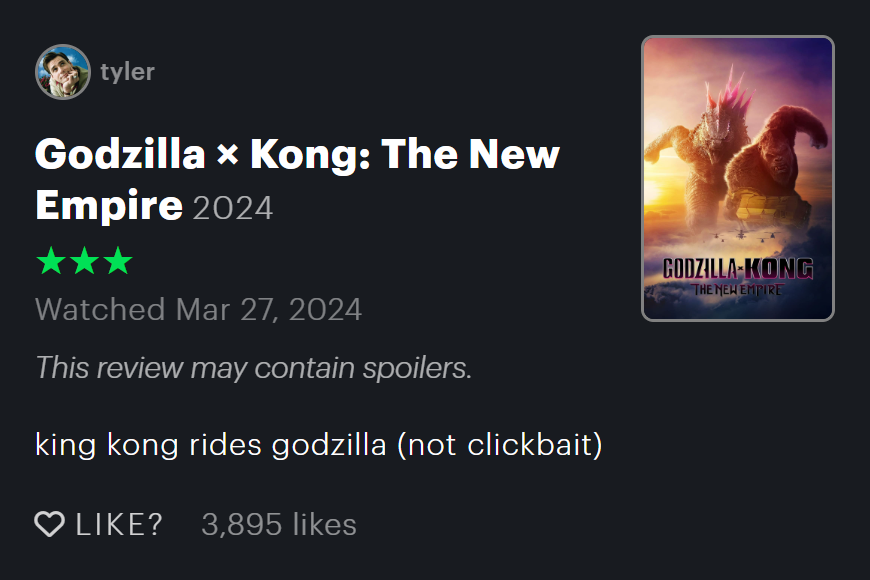 tyler
Godzilla × Kong: The New
Empire 2024
★★★
Watched Mar 27, 2024
This review may contain spoilers.
king kong rides godzilla (not clickbait)
LIKE? 3,895 likes
GODZILLA × KONG
THE NEW EMPIRE